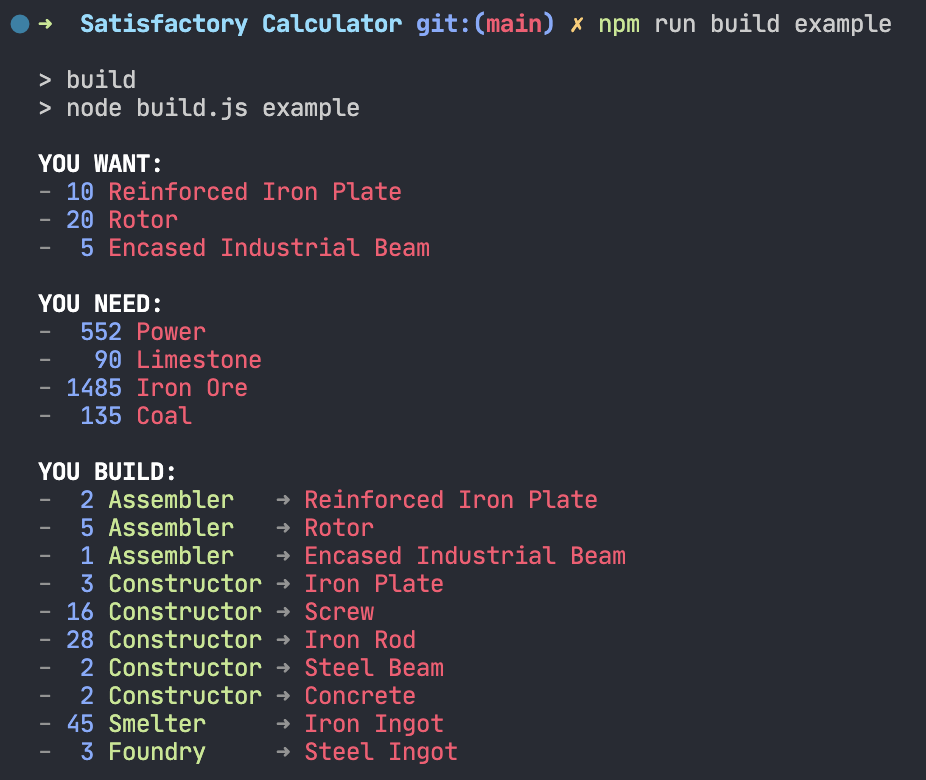 ➜  Satisfactory Calculator git:(main) ✗ npm run build example
> build
> node build.js example
YOU WANT:
- 10 Reinforced Iron Plate
- 20 Rotor
-  5 Encased Industrial Beam
YOU NEED:
-  552 Power
-   90 Limestone
- 1485 Iron Ore
-  135 Coal
YOU BUILD:
-  2 Assembler   ➜ Reinforced Iron Plate
-  5 Assembler   ➜ Rotor
-  1 Assembler   ➜ Encased Industrial Beam
-  3 Constructor ➜ Iron Plate
- 16 Constructor ➜ Screw
- 28 Constructor ➜ Iron Rod
-  2 Constructor ➜ Steel Beam
-  2 Constructor ➜ Concrete
- 45 Smelter     ➜ Iron Ingot
-  3 Foundry     ➜ Steel Ingot